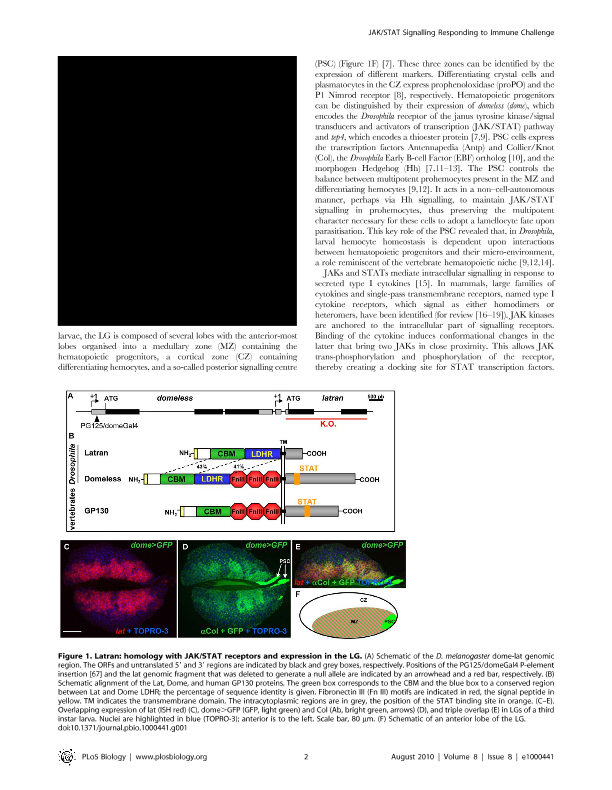 JAK/STAT Signalling Responding to Immune Challenge
larvae, the LG is composed of several lobes with the anterior-most
lobes organised into a medullary zone (MZ) containing the
hematopoietic progenitors, a cortical zone (CZ) containing
differentiating hemocytes, and a so-called posterior signalling centre
(PSC) (Figure 1F) [7]. These three zones can be identified by the
expression of different markers. Differentiating crystal cells and
plasmatocytes in the CZ express prophenoloxidase (proPO) and the
P1 Nimrod receptor [8], respectively. Hematopoietic progenitors
can be distinguished by their expression of domeless (dome), which
encodes the Drosophila receptor of the janus tyrosine kinase/signal
transducers and activators of transcription (JAK/STAT) pathway
and tep4, which encodes a thioester protein [7,9]. PSC cells express
the transcription factors Antennapedia (Antp) and Collier/Knot
(Col), the Drosophila Early B-cell Factor (EBF) ortholog [10], and the
morphogen Hedgehog (Hh) [7,11–13]. The PSC controls the
balance between multipotent prohemocytes present in the MZ and
differentiating hemocytes [9,12]. It acts in a non–cell-autonomous
manner, perhaps via Hh signalling, to maintain JAK/STAT
signalling in prohemocytes, thus preserving the multipotent
character necessary for these cells to adopt a lamellocyte fate upon
parasitisation. This key role of the PSC revealed that, in Drosophila,
larval hemocyte homeostasis is dependent upon interactions
between hematopoietic progenitors and their micro-environment,
a role reminiscent of the vertebrate hematopoietic niche [9,12,14].
JAKs and STATs mediate intracellular signalling in response to
secreted type I cytokines [15]. In mammals, large families of
cytokines and single-pass transmembrane receptors, named type I
cytokine receptors, which signal as either homodimers or
heteromers, have been identified (for review [16–19]). JAK kinases
are anchored to the intracellular part of signalling receptors.
Binding of the cytokine induces conformational changes in the
latter that bring two JAKs in close proximity. This allows JAK
trans-phosphorylation and phosphorylation of the receptor,
thereby creating a docking site for STAT transcription factors.
A +1 ATG domeless +1 ATG latran 500 pb
PG125/domeGal4 K.O.
B
Drosophila
vertebrates
TM
Latran NH2 CBM LDHR COOH
43% 41%
STAT
Domeless NH2 CBM LDHR FnIII FnIII FnIII COOH
STAT
GP130 NH2 CBM FnIII FnIII FnIII COOH
C dome>GFP
lat + TOPRO-3
D dome>GFP
PSC
αCol + GFP + TOPRO-3
E dome>GFP
lat + αCol + GFP TOPRO-3
F CZ
MZ PSC
Figure 1. Latran: homology with JAK/STAT receptors and expression in the LG. (A) Schematic of the D. melanogaster dome-lat genomic
region. The ORFs and untranslated 5′ and 3′ regions are indicated by black and grey boxes, respectively. Positions of the PG125/domeGal4 P-element
insertion [67] and the lat genomic fragment that was deleted to generate a null allele are indicated by an arrowhead and a red bar, respectively. (B)
Schematic alignment of the Lat, Dome, and human GP130 proteins. The green box corresponds to the CBM and the blue box to a conserved region
between Lat and Dome LDHR; the percentage of sequence identity is given. Fibronectin III (Fn III) motifs are indicated in red, the signal peptide in
yellow. TM indicates the transmembrane domain. The intracytoplasmic regions are in grey, the position of the STAT binding site in orange. (C–E).
Overlapping expression of lat (ISH red) (C), dome>GFP (GFP, light green) and Col (Ab, bright green, arrows) (D), and triple overlap (E) in LGs of a third
instar larva. Nuclei are highlighted in blue (TOPRO-3); anterior is to the left. Scale bar, 80 μm. (F) Schematic of an anterior lobe of the LG.
doi:10.1371/journal.pbio.1000441.g001
PLoS Biology | www.plosbiology.org 2 August 2010 | Volume 8 | Issue 8 | e1000441